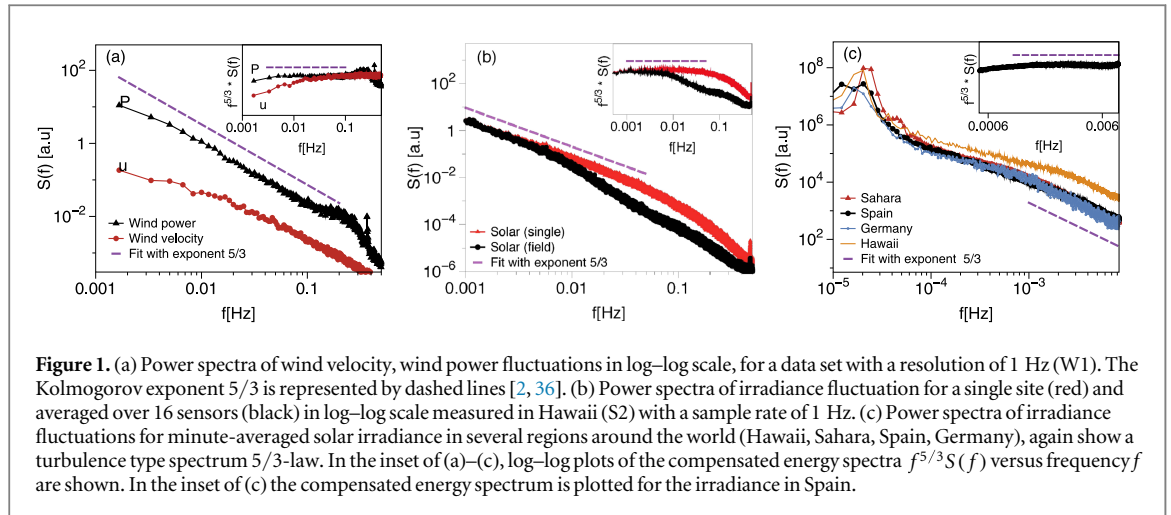 (a)
P
u
10²
1
10⁻²
S(f) [a.u]
0.001
0.01
0.1
f[Hz]
Wind power
Wind velocity
Fit with exponent 5/3
P
u
f^5/3 * S(f)
0.001
0.01
0.1
f[Hz]
(b)
10²
1
10⁻²
10⁻⁴
10⁻⁶
S(f) [a.u]
0.001
0.01
0.1
f[Hz]
Solar (single)
Solar (field)
Fit with exponent 5/3
f^5/3 * S(f)
0.001
0.01
0.1
f[Hz]
(c)
10⁸
10⁶
10⁴
10²
S(f) [a.u]
10⁻⁵
10⁻⁴
10⁻³
f[Hz]
Sahara
Spain
Germany
Hawaii
Fit with exponent 5/3
f^5/3 * S(f)
0.0006
0.006
f[Hz]
Figure 1. (a) Power spectra of wind velocity, wind power fluctuations in log–log scale, for a data set with a resolution of 1 Hz (W1). The
Kolmogorov exponent 5/3 is represented by dashed lines [2, 36]. (b) Power spectra of irradiance fluctuation for a single site (red) and
averaged over 16 sensors (black) in log–log scale measured in Hawaii (S2) with a sample rate of 1 Hz. (c) Power spectra of irradiance
fluctuations for minute-averaged solar irradiance in several regions around the world (Hawaii, Sahara, Spain, Germany), again show a
turbulence type spectrum 5/3-law. In the inset of (a)–(c), log–log plots of the compensated energy spectra f^5/3 S(f) versus frequency f
are shown. In the inset of (c) the compensated energy spectrum is plotted for the irradiance in Spain.